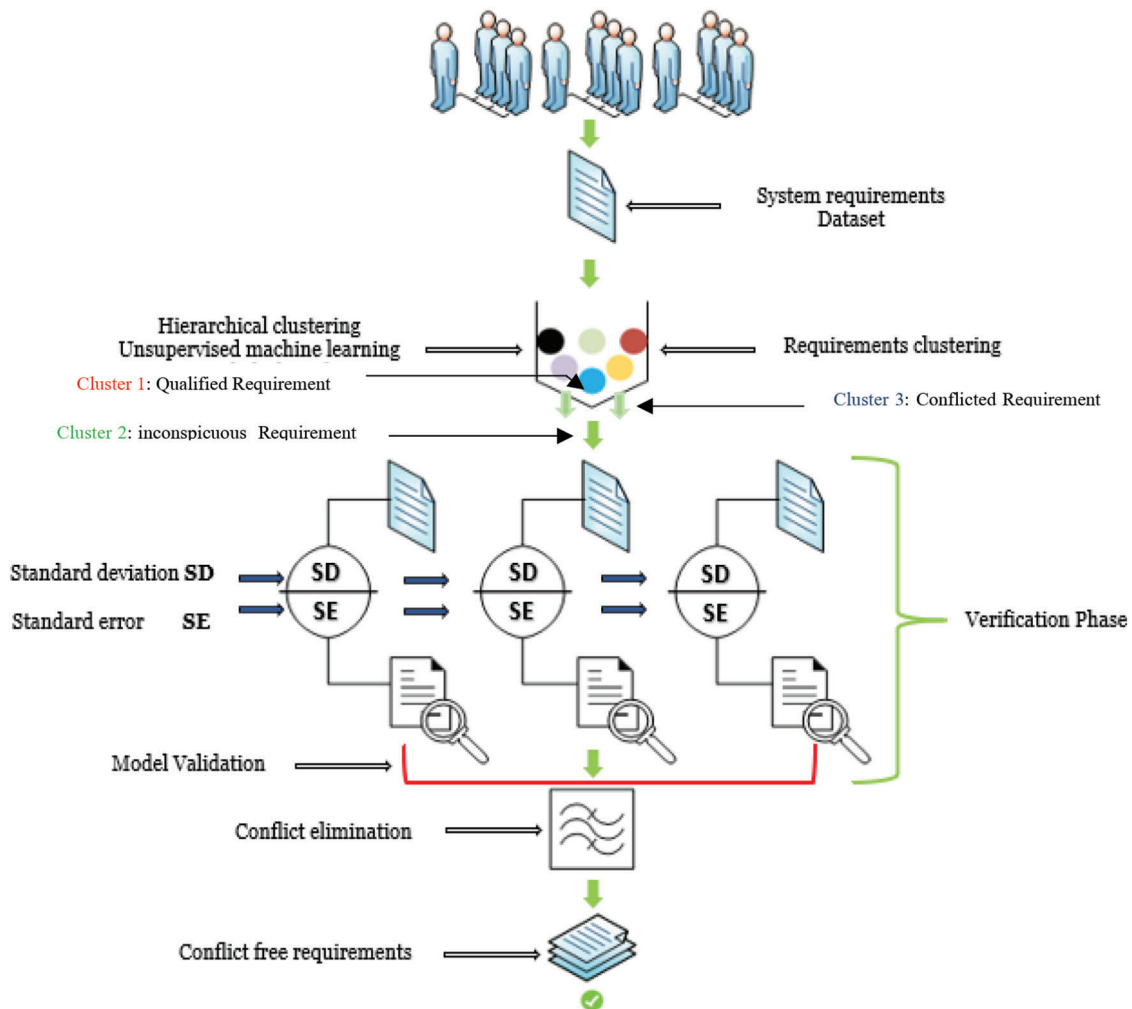 System requirements
Dataset
Hierarchical clustering
Unsupervised machine learning
Requirements clustering
Cluster 1: Qualified Requirement
Cluster 3: Conflicted Requirement
Cluster 2: inconspicuous Requirement
Standard deviation SD
SD
SD
SD
Standard error SE
SE
SE
SE
Verification Phase
Model Validation
Conflict elimination
Conflict free requirements